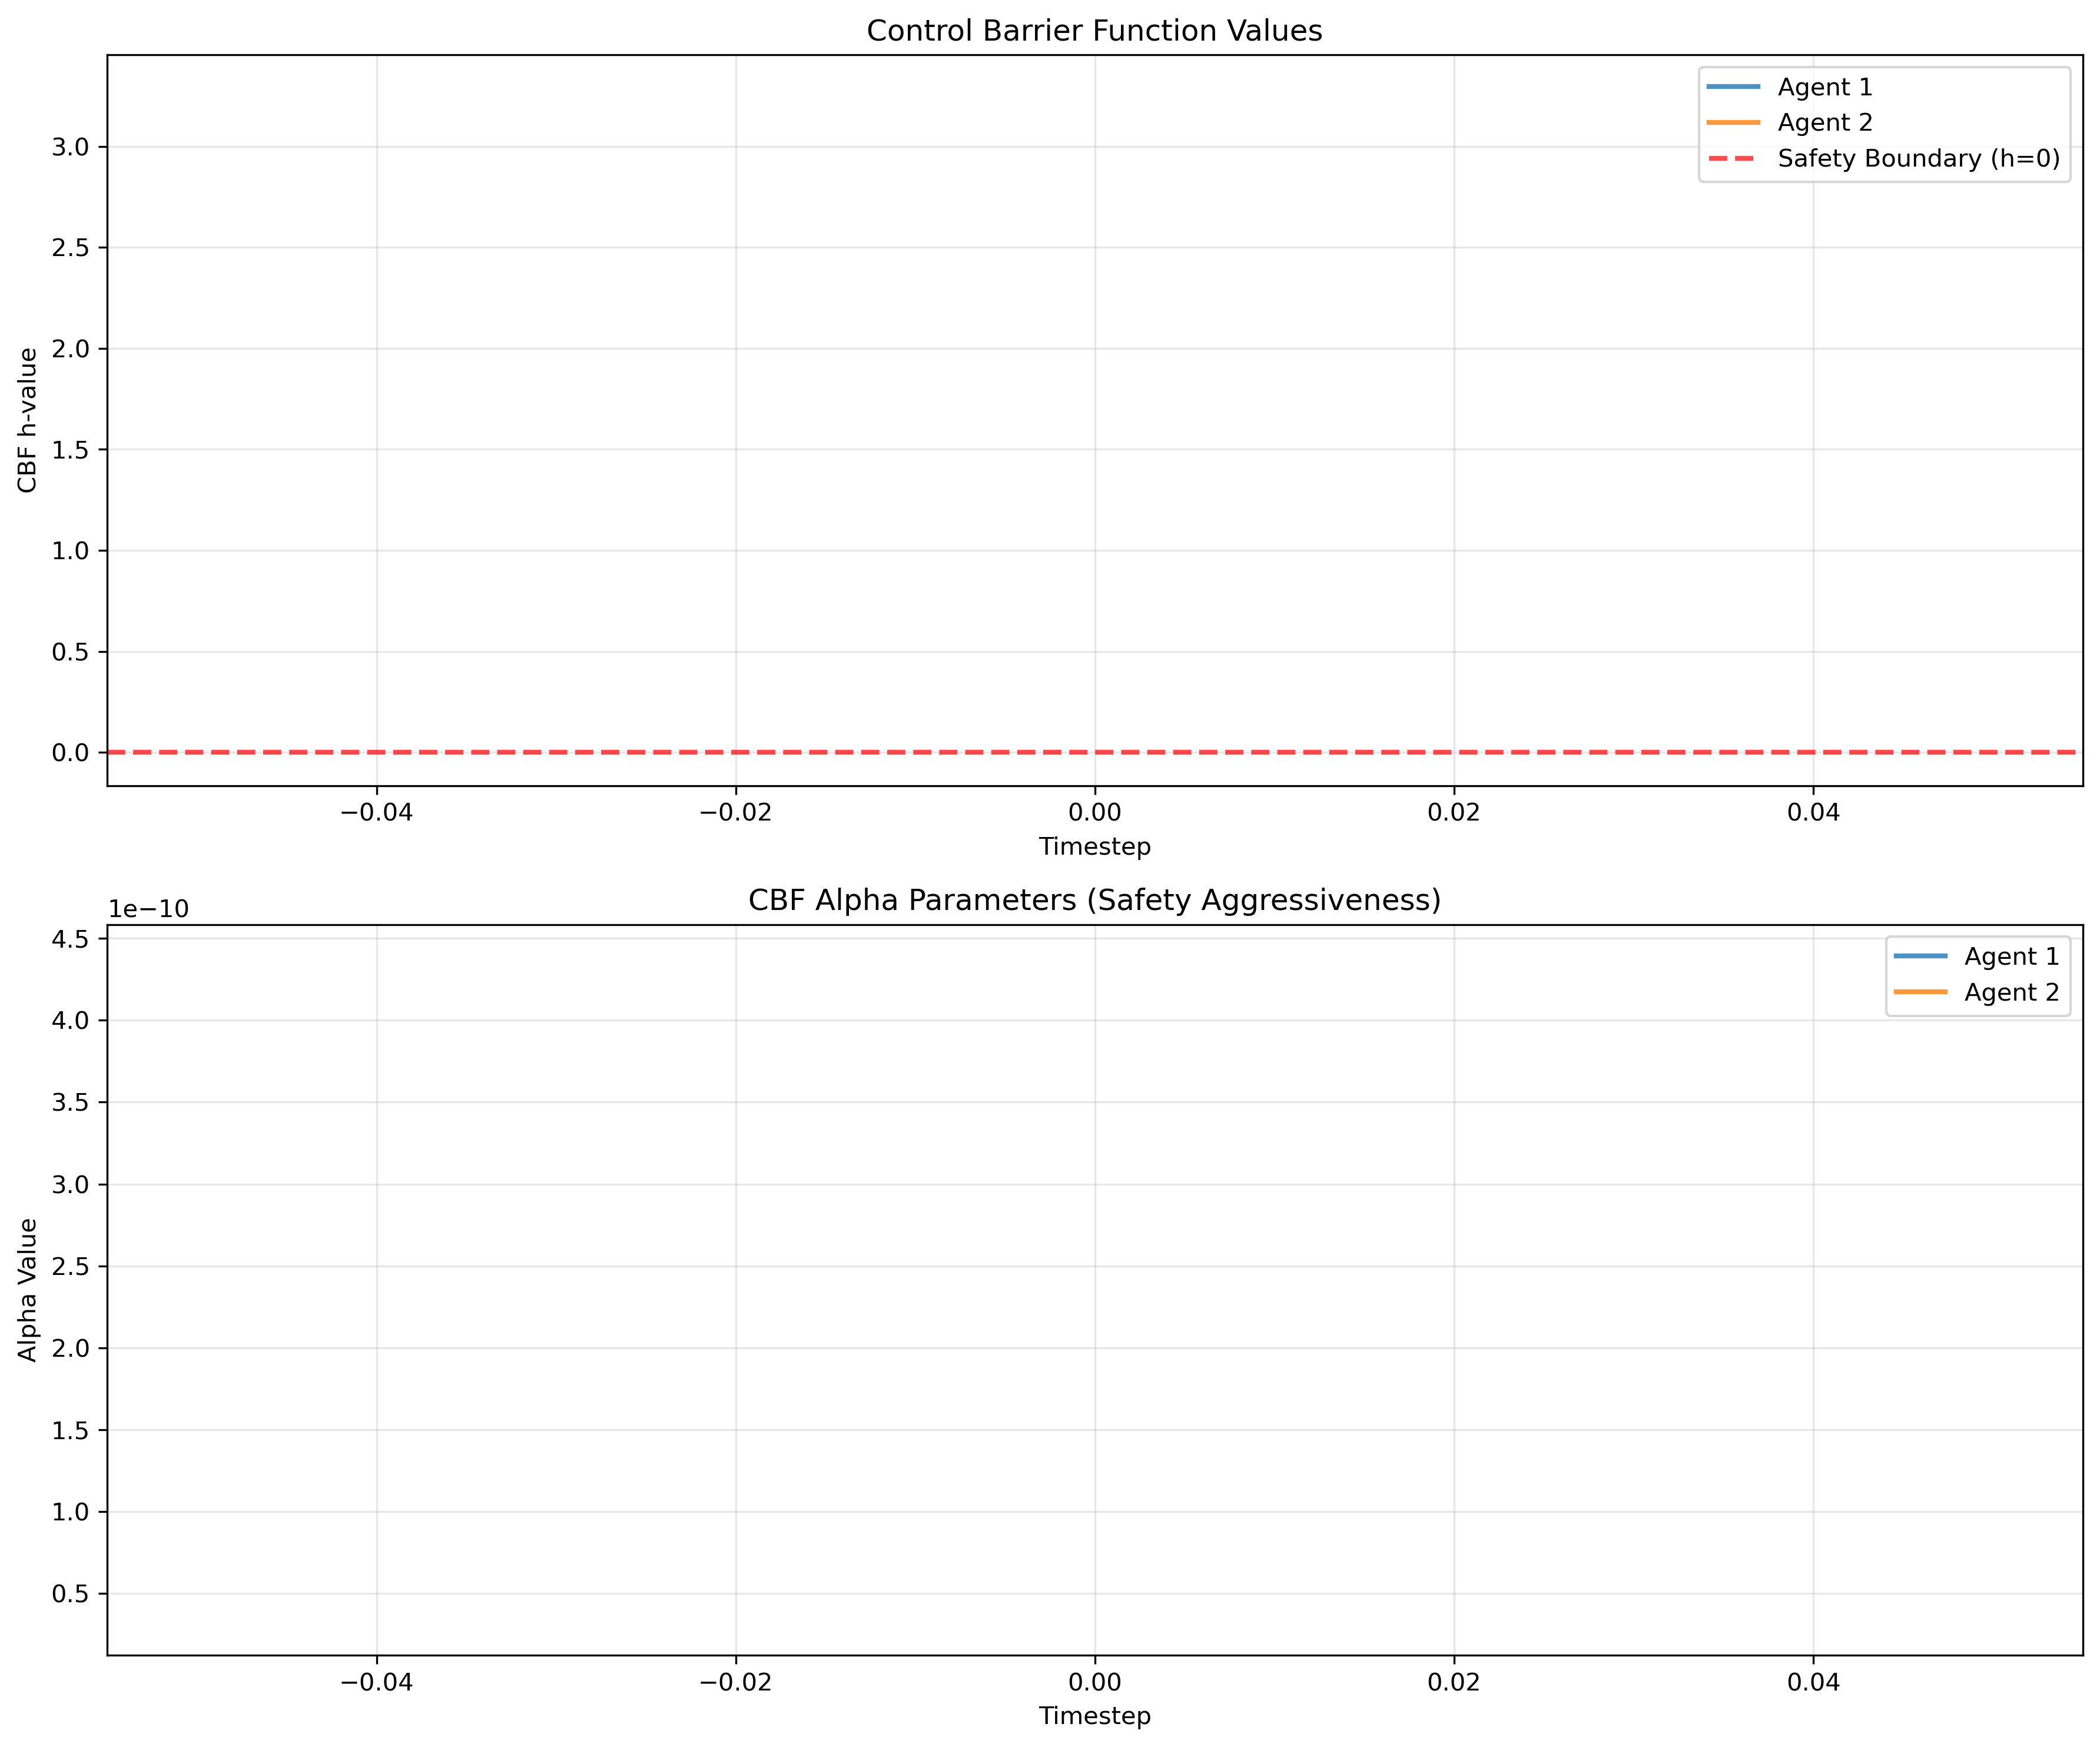 Control Barrier Function Values
Agent 1
Agent 2
Safety Boundary (h=0)
CBF h-value
3.0
2.5
2.0
1.5
1.0
0.5
0.0
−0.04
−0.02
0.00
0.02
0.04
Timestep
CBF Alpha Parameters (Safety Aggressiveness)
1e−10
Agent 1
Agent 2
Alpha Value
4.5
4.0
3.5
3.0
2.5
2.0
1.5
1.0
0.5
−0.04
−0.02
0.00
0.02
0.04
Timestep